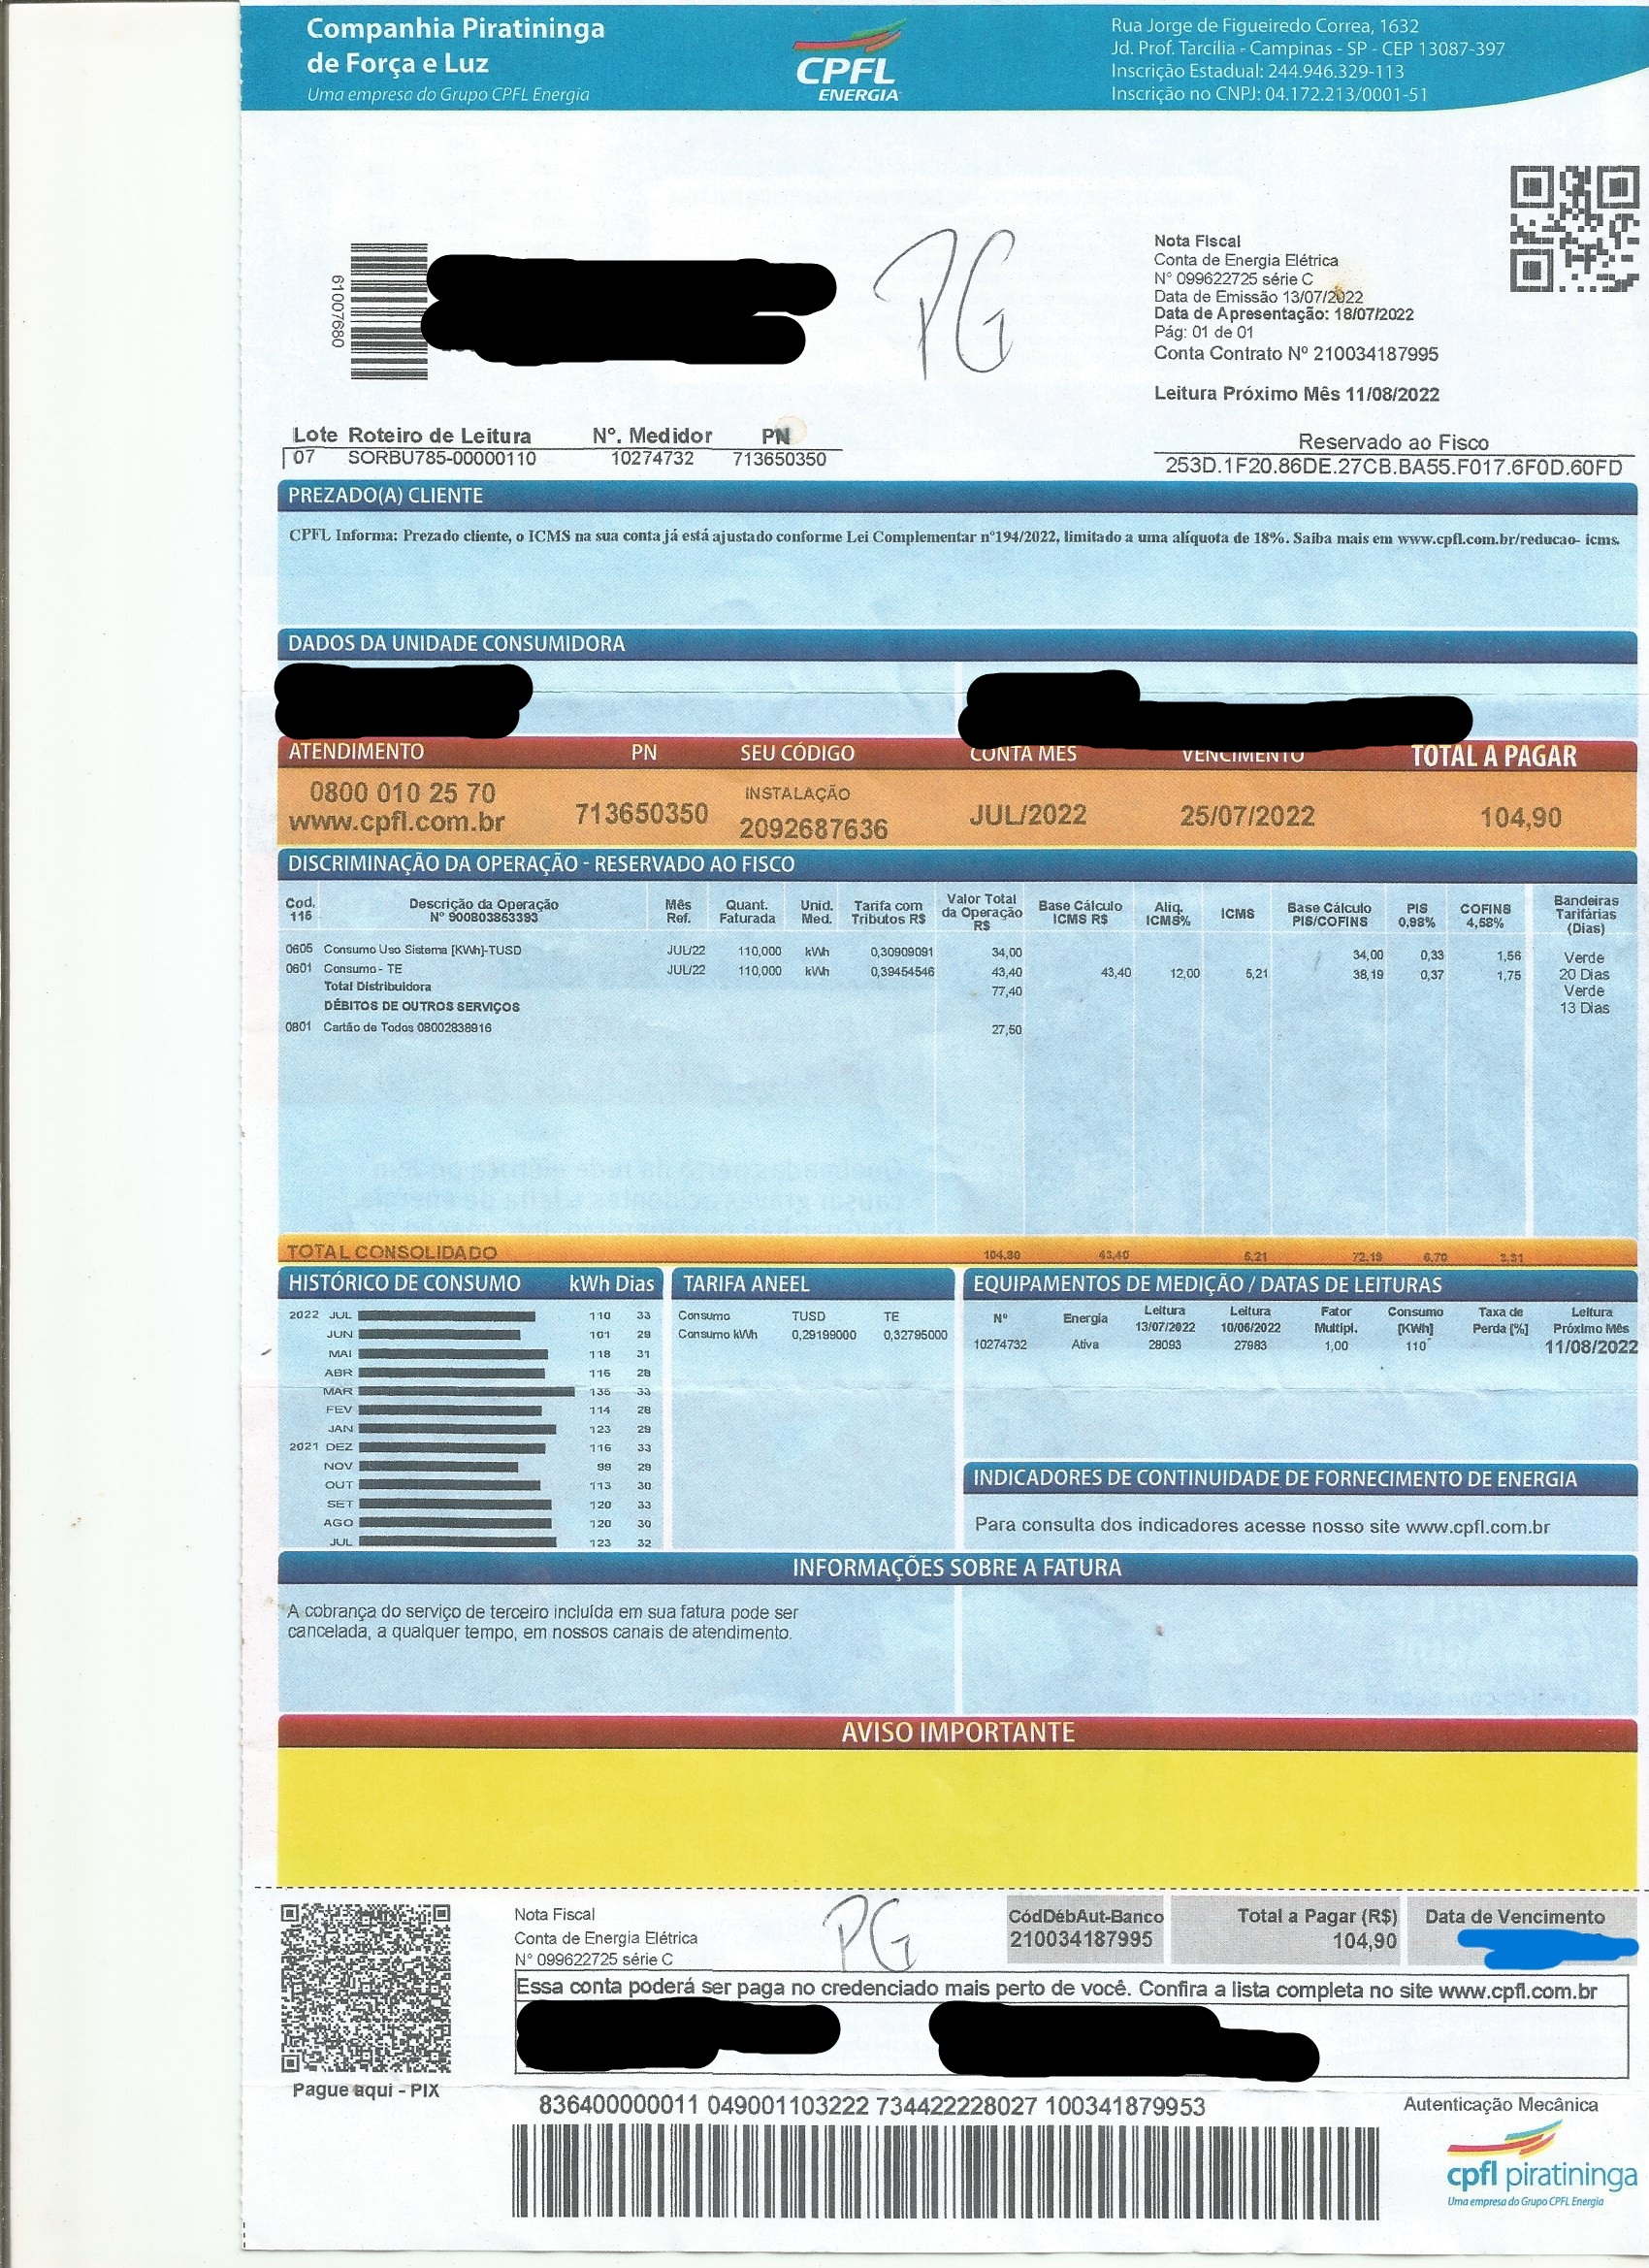 Companhia Piratininga
de Força e Luz
Uma empresa do Grupo CPFL Energia
CPFL
ENERGIA
Rua Jorge de Figueiredo Correa, 1632
Jd. Prof. Tarcília - Campinas - SP - CEP 13087-397
Inscrição Estadual: 244.946.329-113
Inscrição no CNPJ: 04.172.213/0001-51
61007680
PG
Nota Fiscal
Conta de Energia Elétrica
N° 099622725 série C
Data de Emissão 13/07/2022
Data de Apresentação: 18/07/2022
Pág: 01 de 01
Conta Contrato Nº 210034187995
Leitura Próximo Mês 11/08/2022
Lote Roteiro de Leitura Nº. Medidor PN
07 SORBU785-00000110 10274732 713650350
Reservado ao Fisco
253D.1F20.86DE.27CB.BA55.F017.6F0D.60FD
PREZADO(A) CLIENTE
CPFL Informa: Prezado cliente, o ICMS na sua conta já está ajustado conforme Lei Complementar nº194/2022, limitado a uma alíquota de 18%. Saiba mais em www.cpfl.com.br/reducao- icms.
DADOS DA UNIDADE CONSUMIDORA
ATENDIMENTO PN SEU CÓDIGO CONTA MÊS VENCIMENTO TOTAL A PAGAR
0800 010 25 70
www.cpfl.com.br
713650350
INSTALAÇÃO
2092687636
JUL/2022 25/07/2022 104,90
DISCRIMINAÇÃO DA OPERAÇÃO - RESERVADO AO FISCO
Cod. 115 Descrição da Operação Nº 900803853393 Mês Ref. Quant. Faturada Unid. Med. Tarifa com Tributos R$ Valor Total da Operação R$ Base Cálculo ICMS R$ Aliq. ICMS% ICMS Base Cálculo PIS/COFINS PIS 0,98% COFINS 4,58% Bandeiras Tarifárias (Dias)
0605 Consumo Uso Sistema [KWh]-TUSD JUL/22 110,000 kWh 0,30909091 34,00 34,00 0,33 1,56 Verde
0601 Consumo - TE JUL/22 110,000 kWh 0,39454546 43,40 43,40 12,00 5,21 38,19 0,37 1,75 20 Dias
Total Distribuidora 77,40 Verde
DÉBITOS DE OUTROS SERVIÇOS 13 Dias
0801 Cartão de Todos 08002838916 27,50
TOTAL CONSOLIDADO 104,90 43,40 5,21 72,19 0,70 3,31
HISTÓRICO DE CONSUMO kWh Dias
2022 JUL 110 33
JUN 101 29
MAI 118 31
ABR 116 28
MAR 135 33
FEV 114 28
JAN 123 29
2021 DEZ 116 33
NOV 99 29
OUT 113 30
SET 120 33
AGO 120 30
JUL 123 32
TARIFA ANEEL
Consumo TUSD TE
Consumo kWh 0,29199000 0,32795000
EQUIPAMENTOS DE MEDIÇÃO / DATAS DE LEITURAS
Nº Energia Leitura 13/07/2022 Leitura 10/06/2022 Fator Multipl. Consumo [KWh] Taxa de Perda [%] Leitura Próximo Mês
10274732 Ativa 28093 27983 1,00 110 11/08/2022
INDICADORES DE CONTINUIDADE DE FORNECIMENTO DE ENERGIA
Para consulta dos indicadores acesse nosso site www.cpfl.com.br
INFORMAÇÕES SOBRE A FATURA
A cobrança do serviço de terceiro incluída em sua fatura pode ser
cancelada, a qualquer tempo, em nossos canais de atendimento.
AVISO IMPORTANTE
Nota Fiscal
Conta de Energia Elétrica
N° 099622725 série C
PG
CódDébAut-Banco
210034187995
Total a Pagar (R$)
104,90
Data de Vencimento
Essa conta poderá ser paga no credenciado mais perto de você. Confira a lista completa no site www.cpfl.com.br
Pague aqui - PIX
836400000011 049001103222 734422228027 100341879953
Autenticação Mecânica
cpfl piratininga
Uma empresa do Grupo CPFL Energia